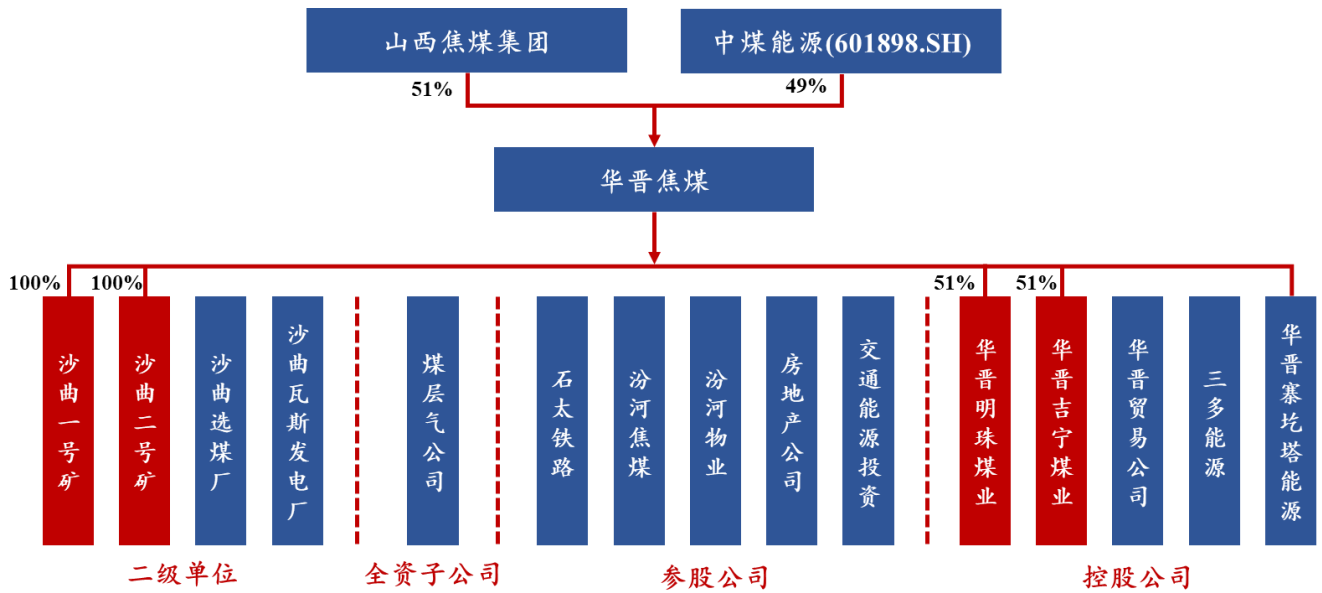 山西焦煤集团
中煤能源(601898.SH)
51%
49%
华晋焦煤
100%
100%
51%
51%
沙曲一号矿
沙曲二号矿
沙曲选煤厂
沙曲瓦斯发电厂
煤层气公司
石太铁路
汾河焦煤
汾河物业
房地产公司
交通能源投资
华晋明珠煤业
华晋吉宁煤业
华晋贸易公司
三多能源
华晋寨圪塔能源
二级单位
全资子公司
参股公司
控股公司